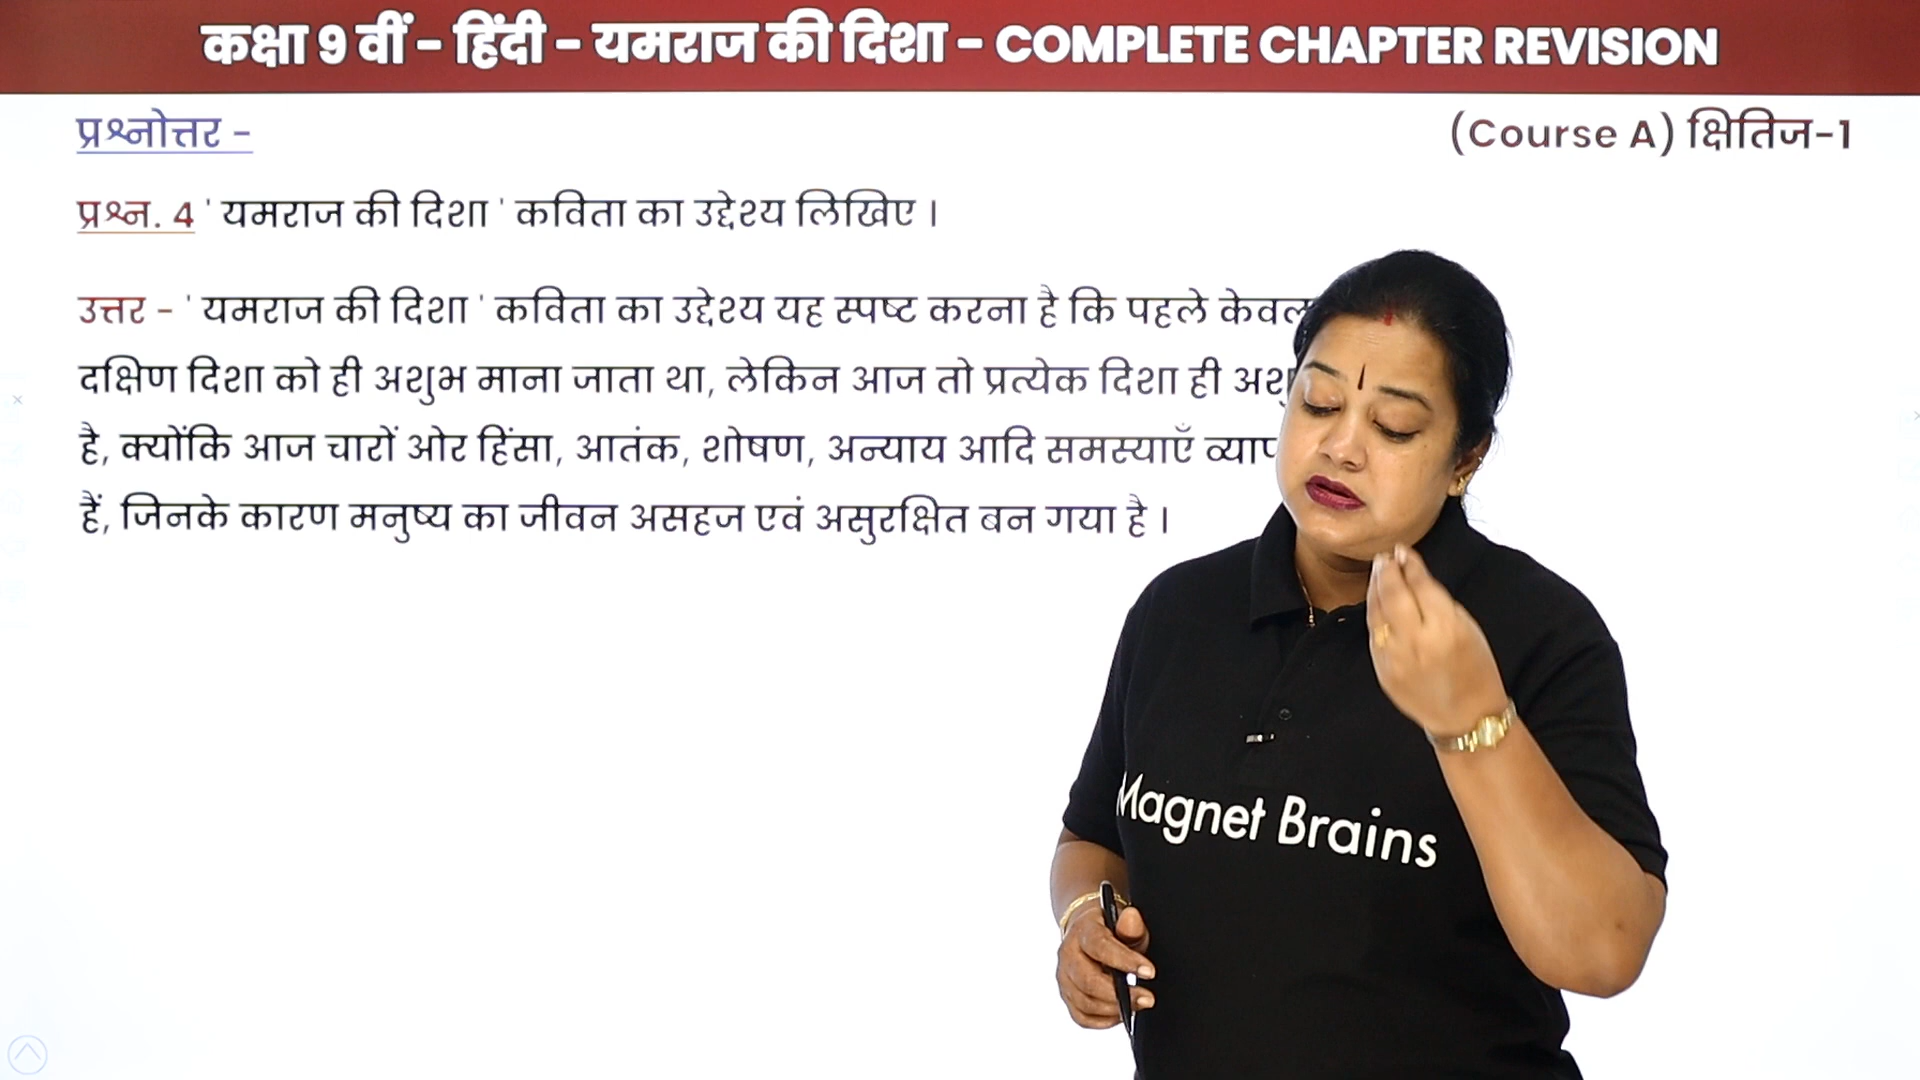 कक्षा 9 वीं - हिंदी - यमराज की दिशा - COMPLETE CHAPTER REVISION
प्रश्नोत्तर -
(Course A) क्षितिज-1
प्रश्न. 4 ' यमराज की दिशा ' कविता का उद्देश्य लिखिए ।
उत्तर - ' यमराज की दिशा ' कविता का उद्देश्य यह स्पष्ट करना है कि पहले केवल
दक्षिण दिशा को ही अशुभ माना जाता था, लेकिन आज तो प्रत्येक दिशा ही
है, क्योंकि आज चारों ओर हिंसा, आतंक, शोषण, अन्याय आदि समस्याएँ
हैं, जिनके कारण मनुष्य का जीवन असहज एवं असुरक्षित बन गया है ।
Magnet Brains